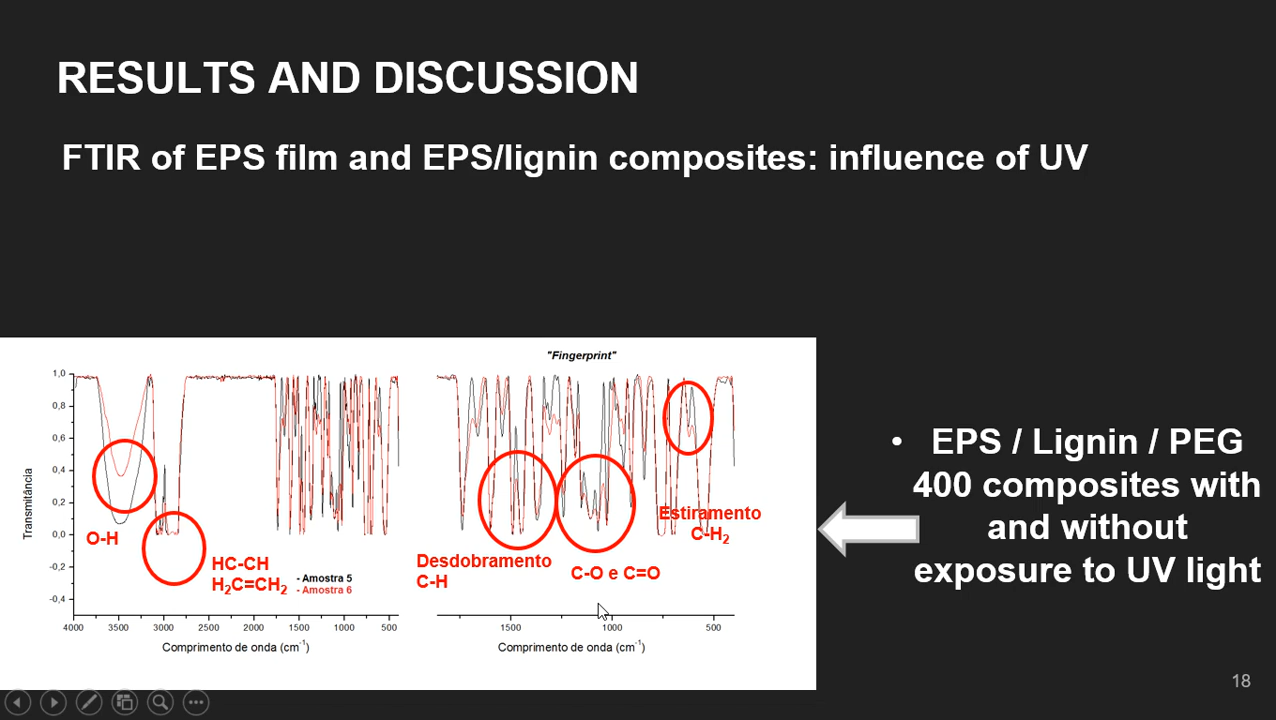 RESULTS AND DISCUSSION
FTIR of EPS film and EPS/lignin composites: influence of UV
"Fingerprint"
1,0
0,8
0,6
0,4
0,2
0,0
-0,2
-0,4
Transmitância
O-H
HC-CH
H₂C=CH₂
- Amostra 5
- Amostra 6
4000 3500 3000 2500 2000 1500 1000 500
Comprimento de onda (cm⁻¹)
Desdobramento
C-H
C-O e C=O
Estiramento
C-H₂
1500 1000 500
Comprimento de onda (cm⁻¹)
• EPS / Lignin / PEG
400 composites with
and without
exposure to UV light
18